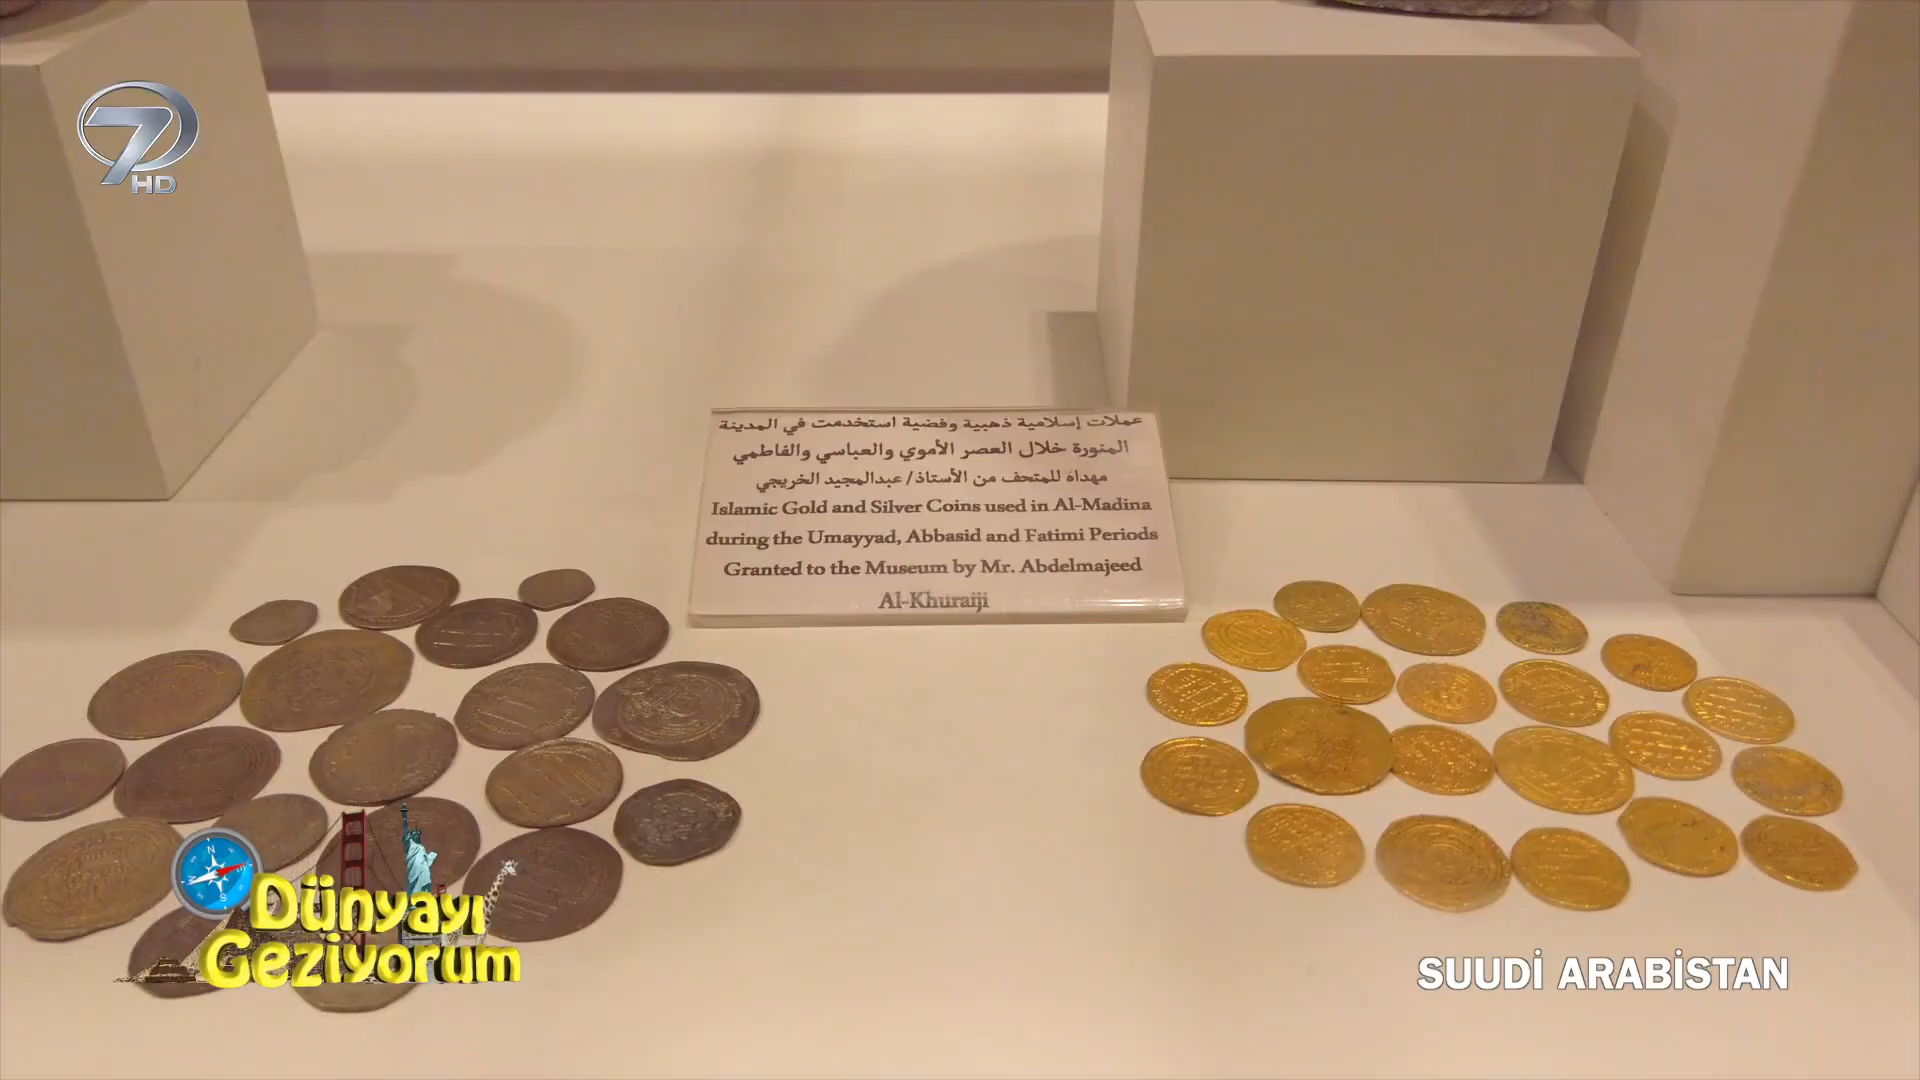 7
HD
عملات إسلامية ذهبية وفضية استخدمت في المدينة
المنورة خلال العصر الأموي والعباسي والفاطمي
مهداة للمتحف من الأستاذ/ عبدالمجيد الخريجي
Islamic Gold and Silver Coins used in Al-Madina
during the Umayyad, Abbasid and Fatimi Periods
Granted to the Museum by Mr. Abdelmajeed
Al-Khuraiji
N
S
Dünyayı
Geziyorum
SUUDİ ARABİSTAN